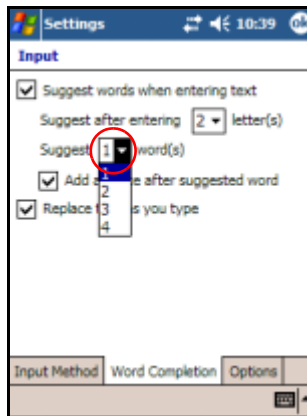 Settings 10:39 ok
Input
Suggest words when entering text
Suggest after entering 2 letter(s)
Suggest 1 word(s)
1
Add a e after suggested word
2
Replace t s you type
3
4
Input Method Word Completion Options